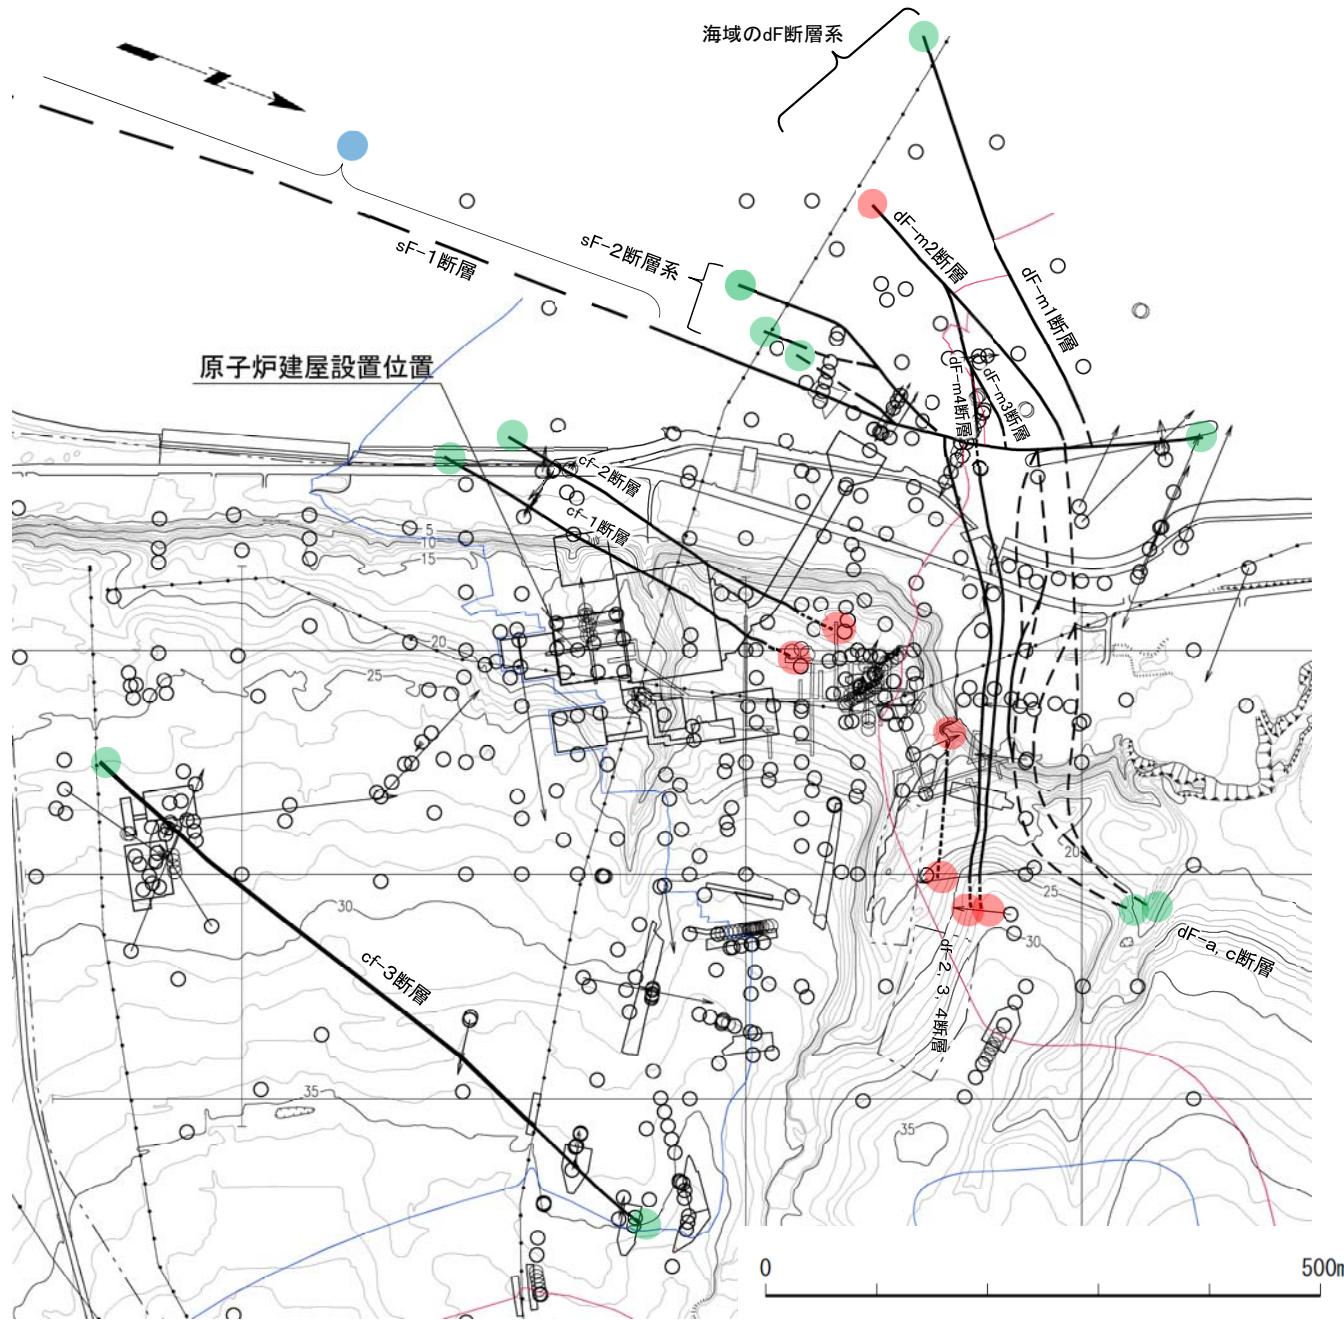 海域のdF断層系
dF-m2断層
dF-m1断層
sF-2断層系
sF-1断層
原子炉建屋設置位置
dF-m4断層
dF-m3断層
cf-2断層
cf-1断層
5
10
15
20
25
20
25
30
30
dF-a, c断層
df-2, 3, 4断層
cf-3断層
35
35
0
500m